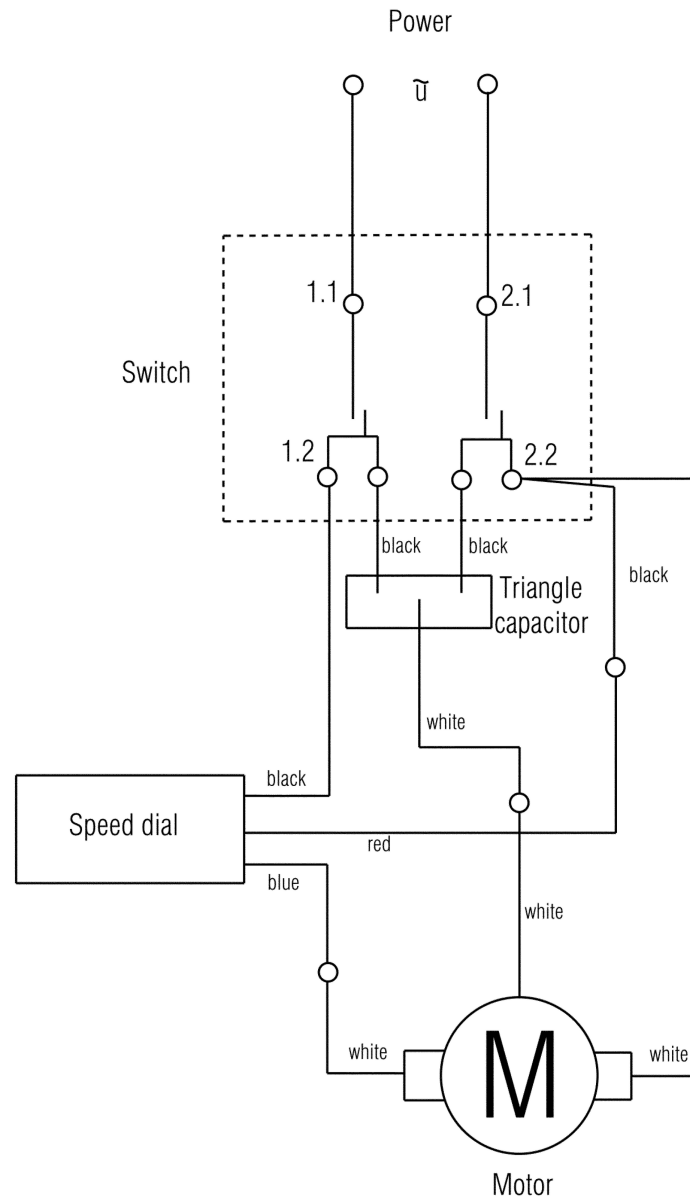 Power
ũ
1.1
2.1
Switch
1.2
2.2
black
black
Triangle
capacitor
black
white
black
Speed dial
red
blue
white
white
white
M
Motor